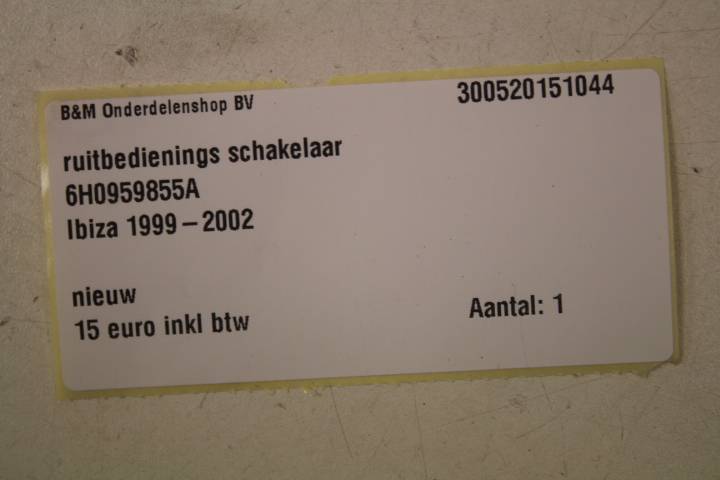 B&M Onderdelenshop BV
300520151044
ruitbedienings schakelaar
6H0959855A
Ibiza 1999 – 2002
nieuw
15 euro inkl btw
Aantal: 1